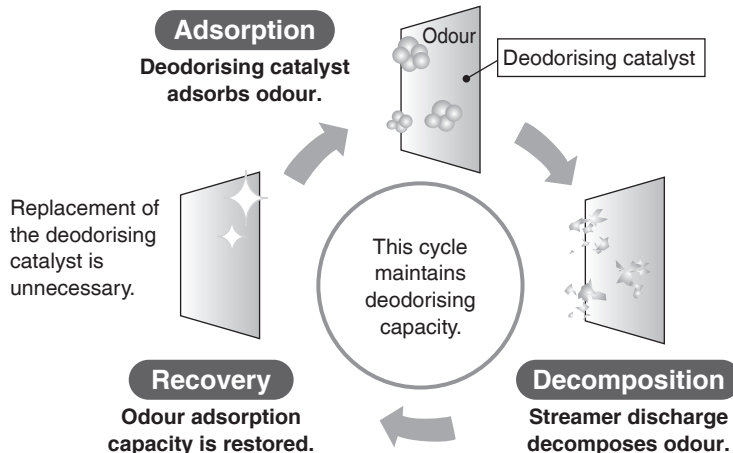 Adsorption
Deodorising catalyst
adsorbs odour.
Odour
Deodorising catalyst
Replacement of
the deodorising
catalyst is
unnecessary.
This cycle
maintains
deodorising
capacity.
Recovery
Odour adsorption
capacity is restored.
Decomposition
Streamer discharge
decomposes odour.